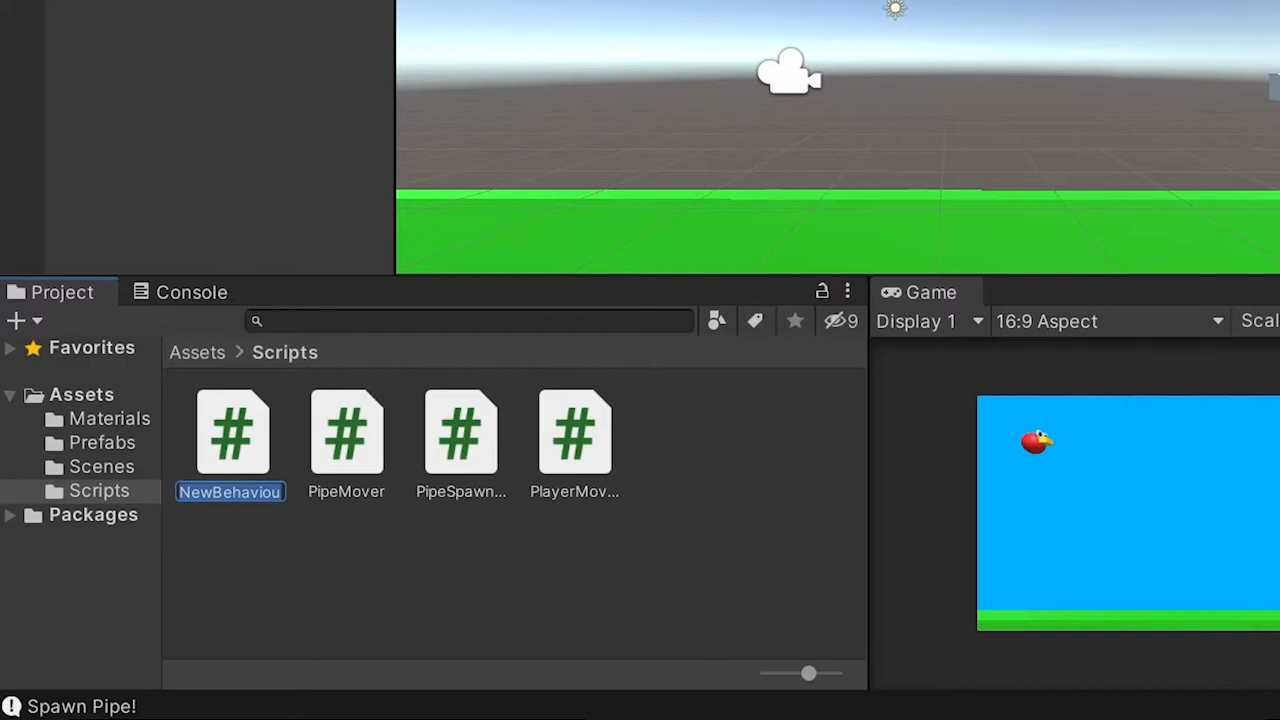 Project
Console
9
Game
Display 1
16:9 Aspect
Scal
Favorites
Assets > Scripts
Assets
Materials
Prefabs
Scenes
Scripts
Packages
#
#
#
#
NewBehaviou
PipeMover
PipeSpawn...
PlayerMov...
Spawn Pipe!